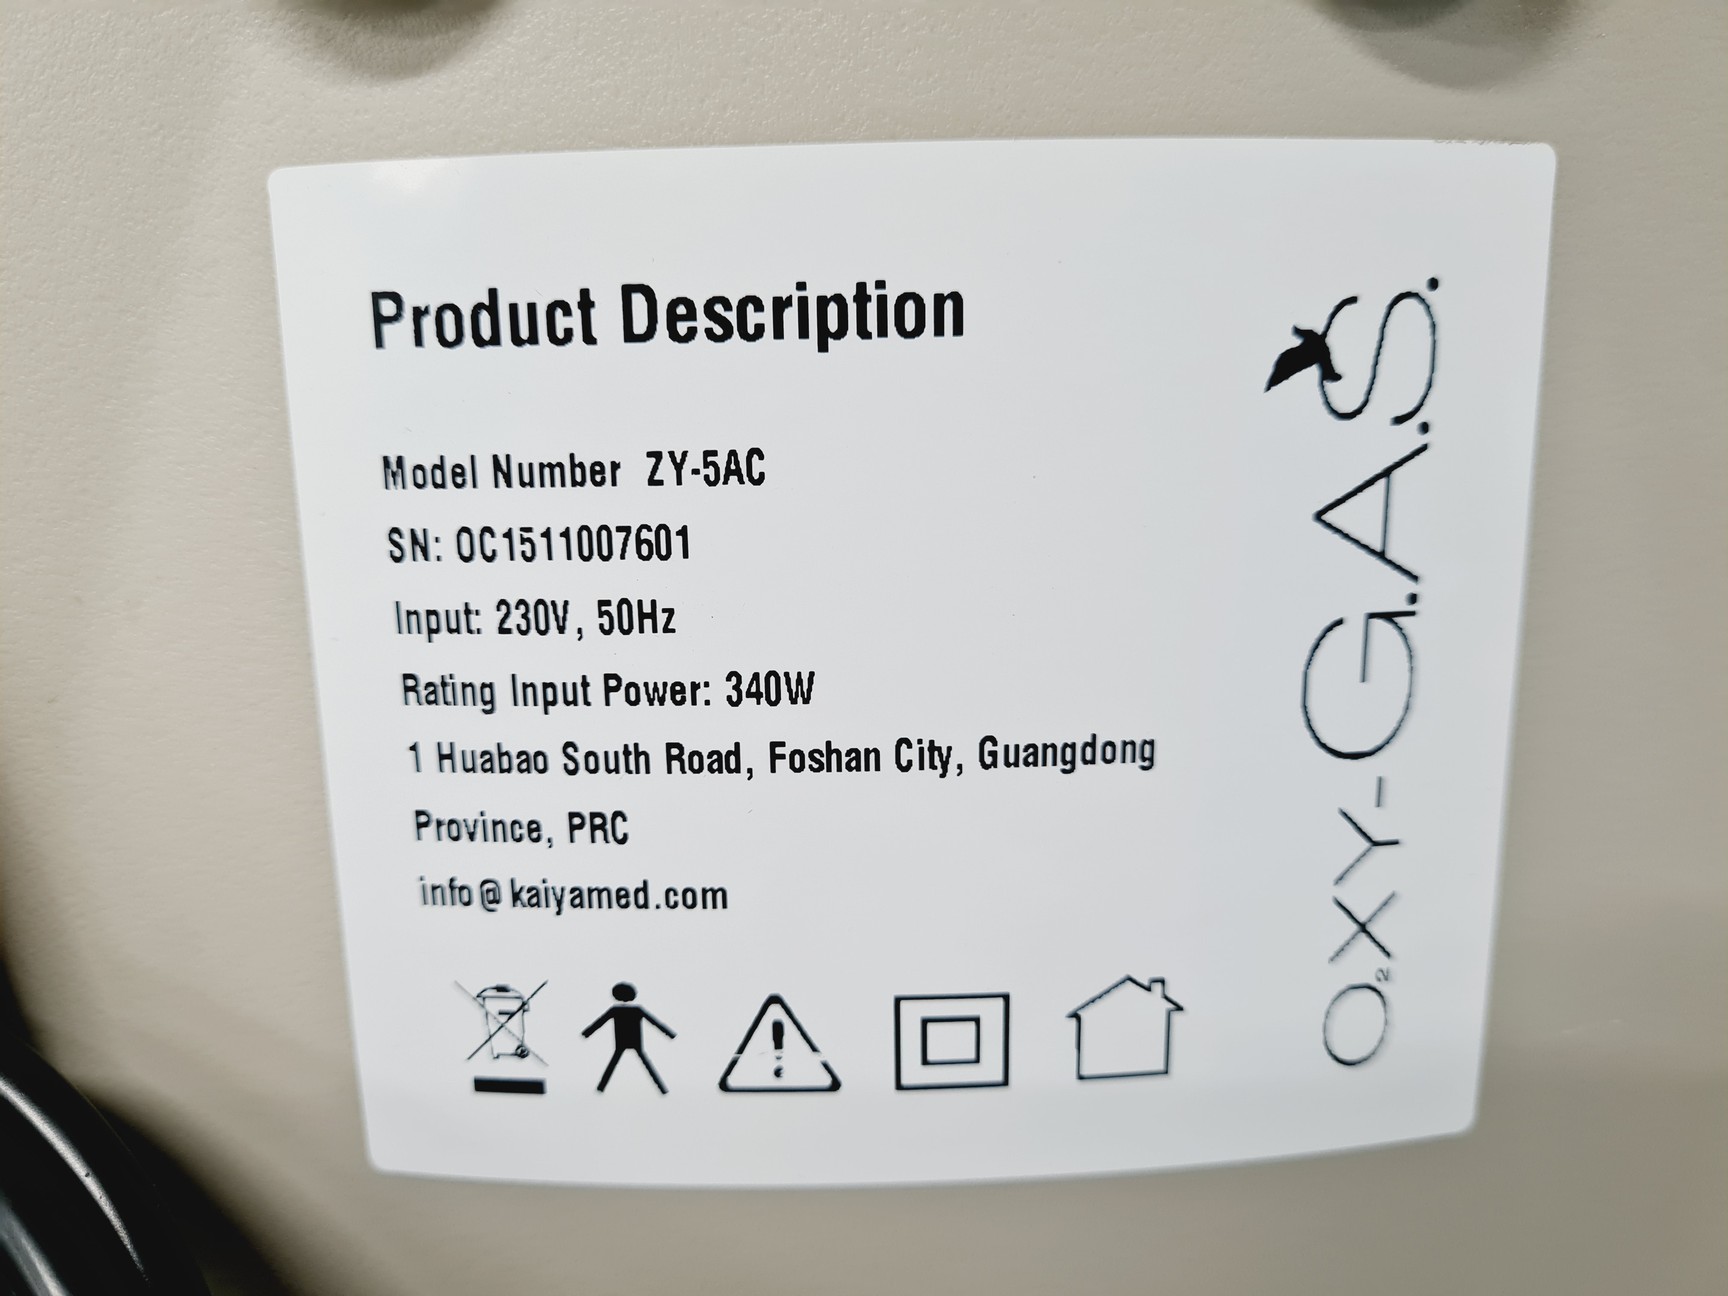 Product Description
Model Number ZY-5AC
SN: OC1511007601
Input: 230V, 50Hz
Rating Input Power: 340W
1 Huabao South Road, Foshan City, Guangdong
Province, PRC
info@kaiyamed.com
O₂XY-G.A.S.